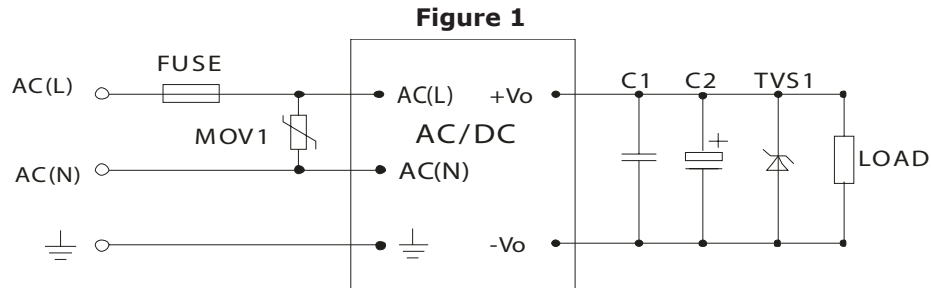 Figure 1
FUSE
AC(L)
MOV1
AC(N)
AC(L)
+Vo
AC/DC
AC(N)
-Vo
C1
C2
TVS1
+
LOAD